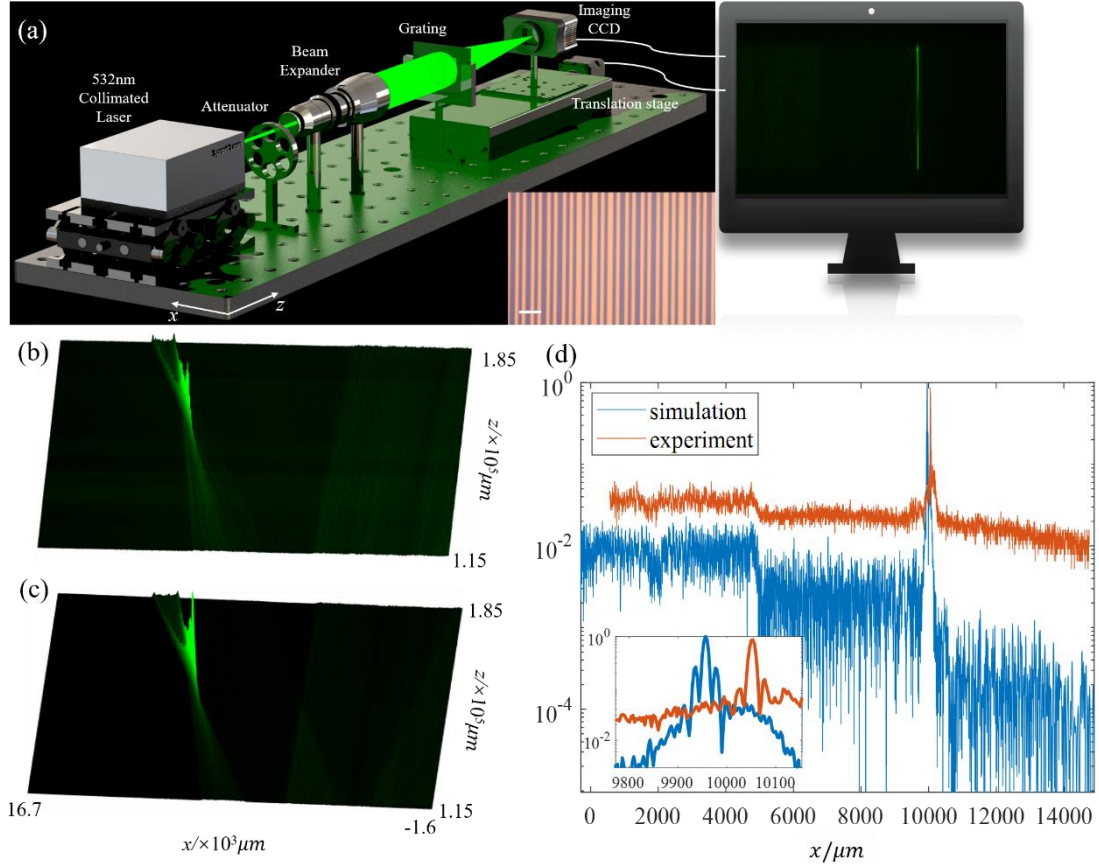 (a)
532nm
Collimated
Laser
Attenuator
Beam
Expander
Grating
Imaging
CCD
Translation stage
x
z
(b)
1.85
z/×10⁵μm
1.15
(c)
1.85
z/×10⁵μm
1.15
16.7
-1.6
x/×10³μm
(d)
10⁰
simulation
experiment
10⁻²
10⁻⁴
10⁰
10⁻²
9800 9900 10000 10100
0 2000 4000 6000 8000 10000 12000 14000
x/μm